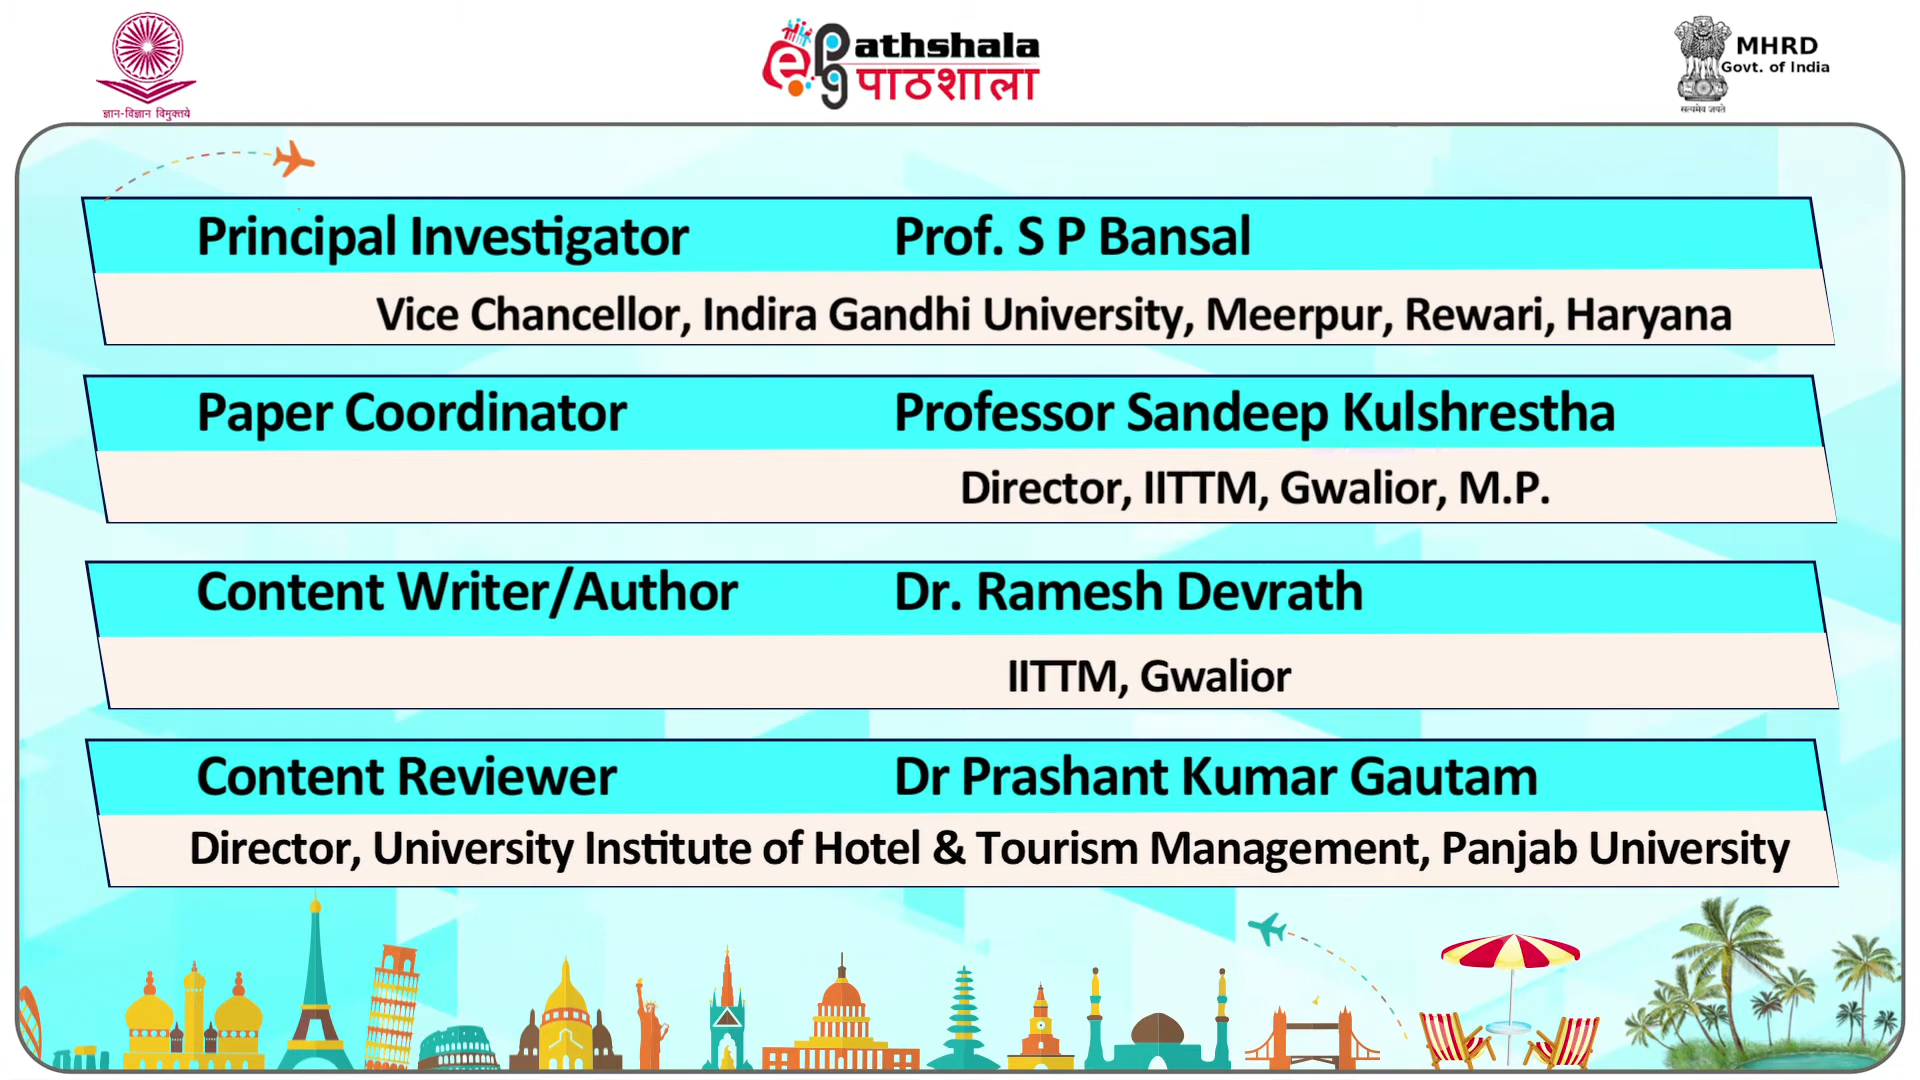 ज्ञान-विज्ञान विमुक्तये
ePG Pathshala
पाठशाला
MHRD
Govt. of India
सत्यमेव जयते
Principal Investigator Prof. S P Bansal
Vice Chancellor, Indira Gandhi University, Meerpur, Rewari, Haryana
Paper Coordinator Professor Sandeep Kulshrestha
Director, IITTM, Gwalior, M.P.
Content Writer/Author Dr. Ramesh Devrath
IITTM, Gwalior
Content Reviewer Dr Prashant Kumar Gautam
Director, University Institute of Hotel & Tourism Management, Panjab University